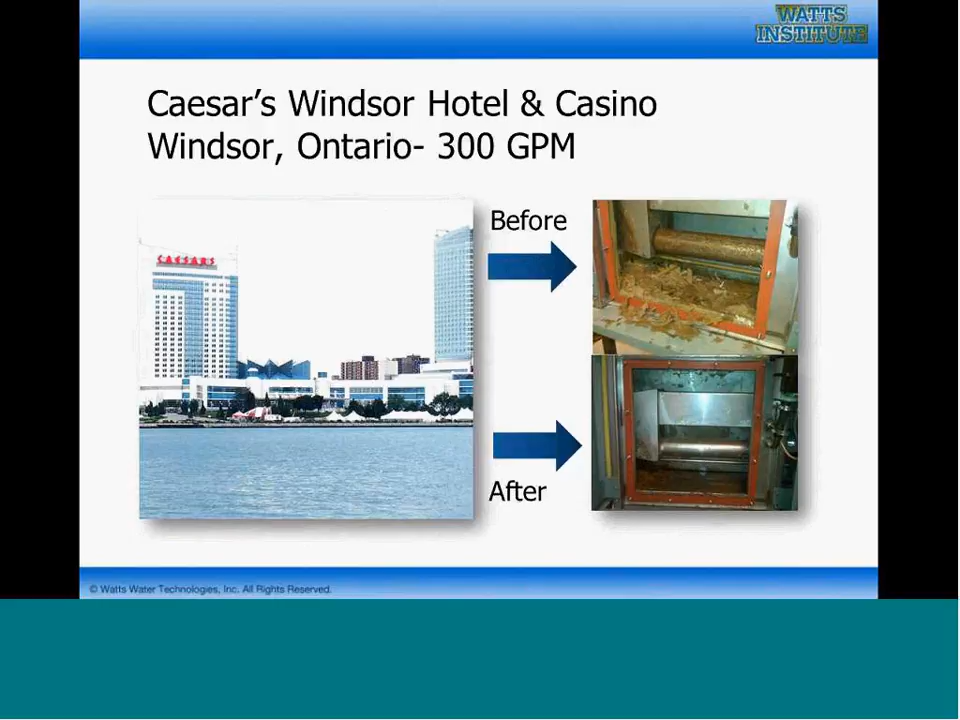 WATTS
INSTITUTE
Caesar's Windsor Hotel & Casino
Windsor, Ontario- 300 GPM
Before
CAESARS
After
© Watts Water Technologies, Inc. All Rights Reserved.